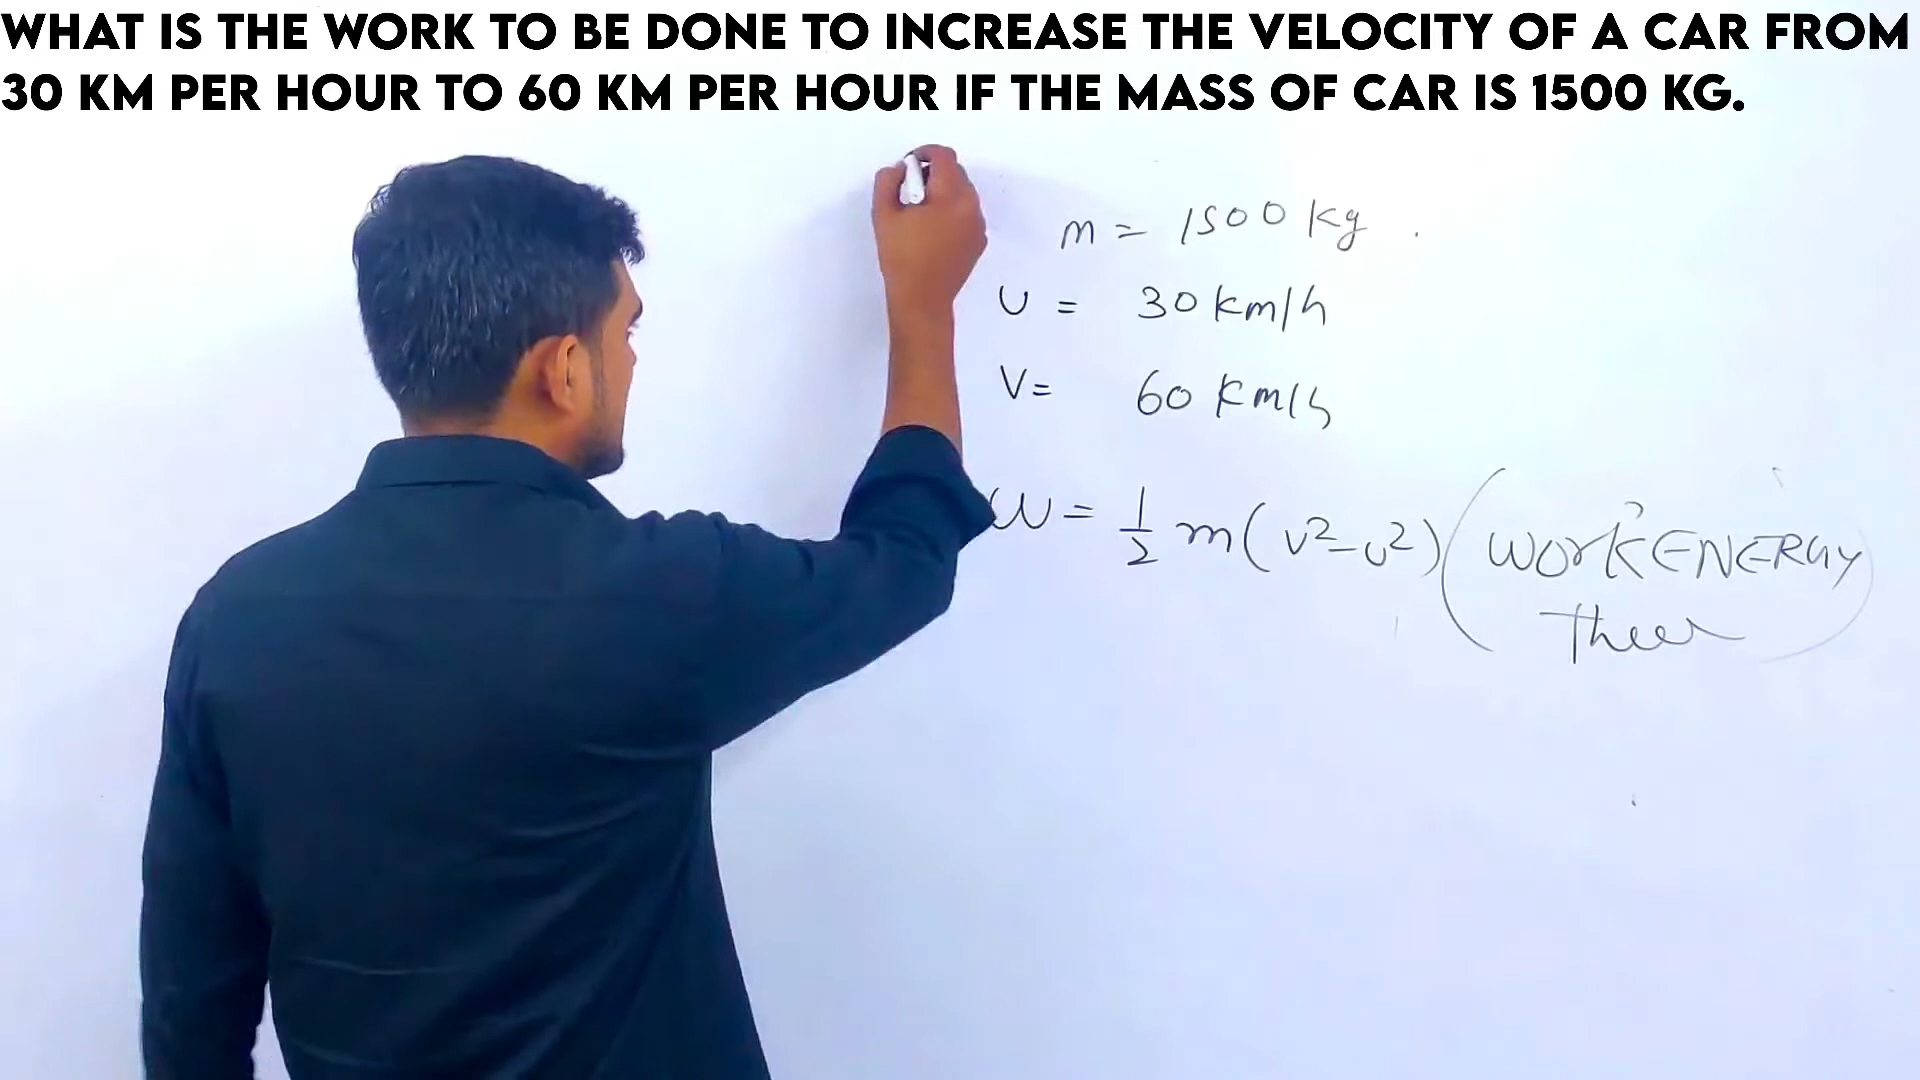 WHAT IS THE WORK TO BE DONE TO INCREASE THE VELOCITY OF A CAR FROM
30 KM PER HOUR TO 60 KM PER HOUR IF THE MASS OF CAR IS 1500 KG.
m = 1500 kg .
u = 30 km/h
V = 60 km/h
W = 1/2 m(v²-u²) (WORK ENERGY